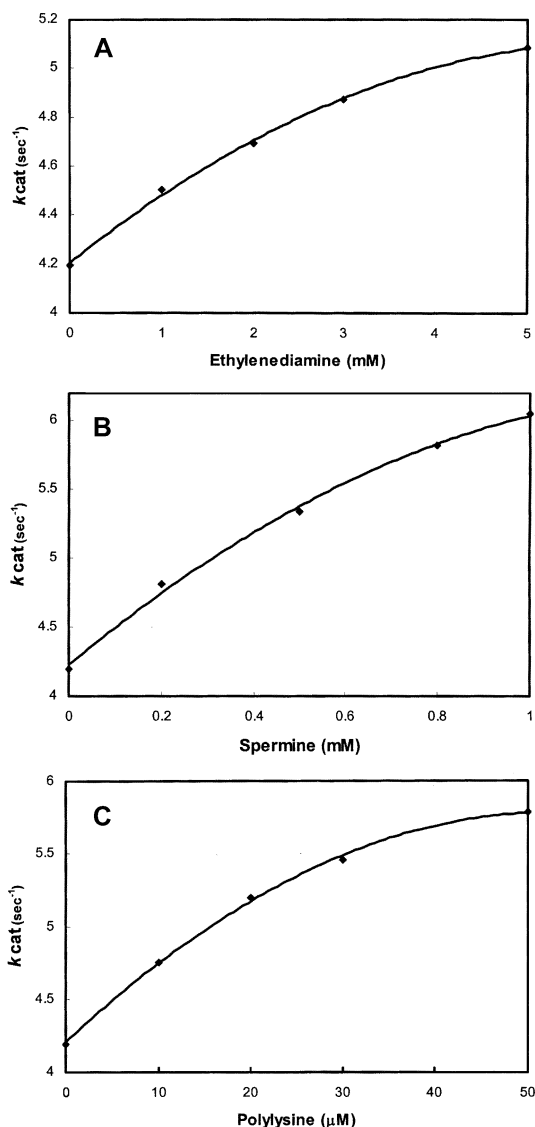 A
5.2
5
4.8
4.6
4.4
4.2
4
k cat (sec-1)
0 1 2 3 4 5
Ethylenediamine (mM)
B
6
5.5
5
4.5
4
k cat (sec-1)
0 0.2 0.4 0.6 0.8 1
Spermine (mM)
C
6
5.5
5
4.5
4
k cat (sec-1)
0 10 20 30 40 50
Polylysine (μM)